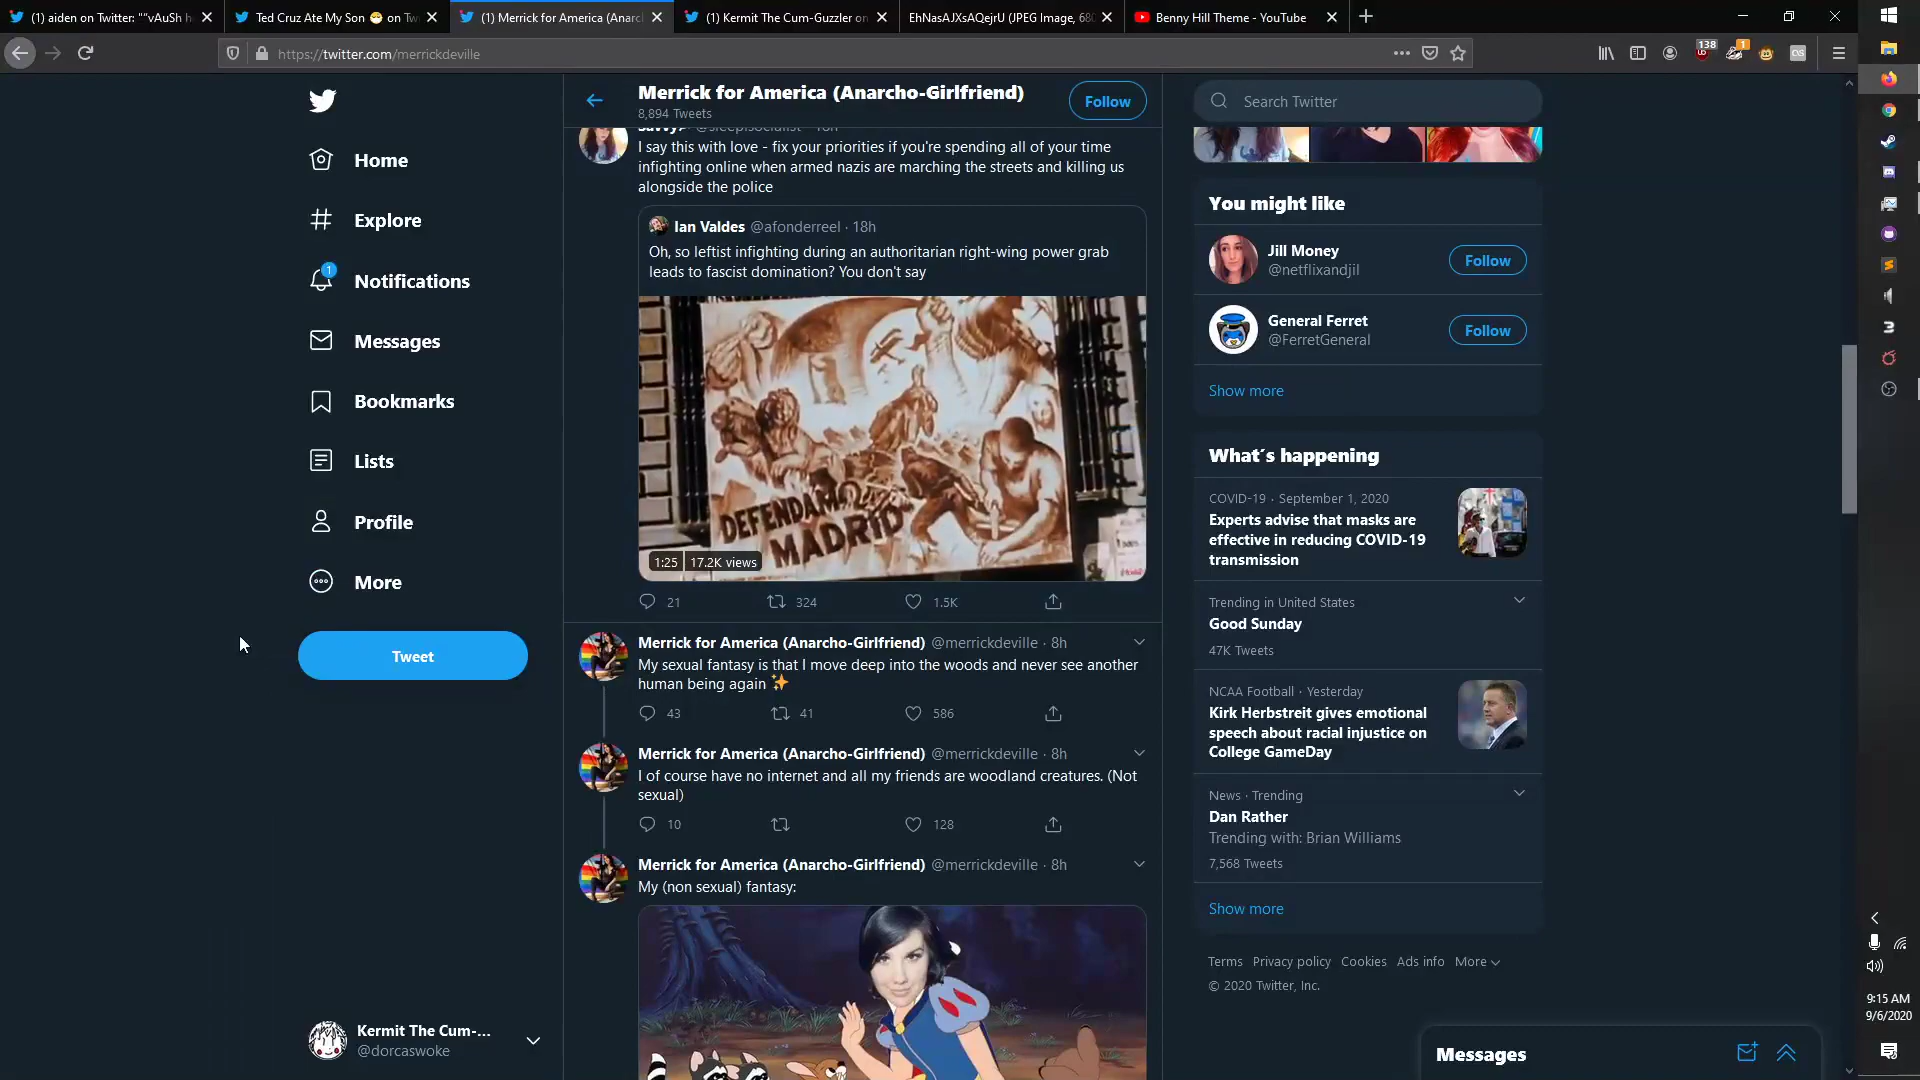 (1) aiden on Twitter: "“vAuSh h
Ted Cruz Ate My Son 😷 on Tw
(1) Merrick for America (Anarc
(1) Kermit The Cum-Guzzler on
EhNasAJXsAQejrU (JPEG Image, 68
Benny Hill Theme - YouTube
https://twitter.com/merrickdeville
138
1
Home
Explore
1
Notifications
Messages
Bookmarks
Lists
Profile
More
Tweet
Kermit The Cum-...
@dorcaswoke
Merrick for America (Anarcho-Girlfriend)
8,894 Tweets
Follow
I say this with love - fix your priorities if you're spending all of your time
infighting online when armed nazis are marching the streets and killing us
alongside the police
Ian Valdes @afonderreel · 18h
Oh, so leftist infighting during an authoritarian right-wing power grab
leads to fascist domination? You don't say
MADRID
1:25 17.2K views
21 324 1.5K
Merrick for America (Anarcho-Girlfriend) @merrickdeville · 8h
My sexual fantasy is that I move deep into the woods and never see another
human being again ✨
43 41 586
Merrick for America (Anarcho-Girlfriend) @merrickdeville · 8h
I of course have no internet and all my friends are woodland creatures. (Not
sexual)
10 128
Merrick for America (Anarcho-Girlfriend) @merrickdeville · 8h
My (non sexual) fantasy:
Search Twitter
You might like
Jill Money
@netflixandjil
Follow
General Ferret
@FerretGeneral
Follow
Show more
What's happening
COVID-19 · September 1, 2020
Experts advise that masks are
effective in reducing COVID-19
transmission
Trending in United States
Good Sunday
47K Tweets
NCAA Football · Yesterday
Kirk Herbstreit gives emotional
speech about racial injustice on
College GameDay
News · Trending
Dan Rather
Trending with: Brian Williams
7,568 Tweets
Show more
Terms Privacy policy Cookies Ads info More
© 2020 Twitter, Inc.
Messages
9:15 AM
9/6/2020